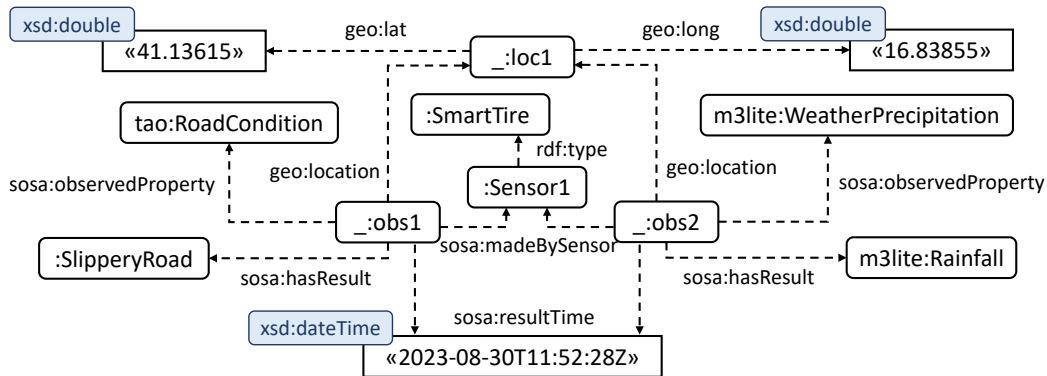 xsd:double
xsd:double
geo:lat
geo:long
«41.13615»
_:loc1
«16.83855»
:SmartTire
tao:RoadCondition
m3lite:WeatherPrecipitation
rdf:type
geo:location
geo:location
sosa:observedProperty
:Sensor1
sosa:observedProperty
_:obs1
_:obs2
sosa:madeBySensor
:SlipperyRoad
sosa:hasResult
sosa:hasResult
m3lite:Rainfall
sosa:resultTime
xsd:dateTime
«2023-08-30T11:52:28Z»